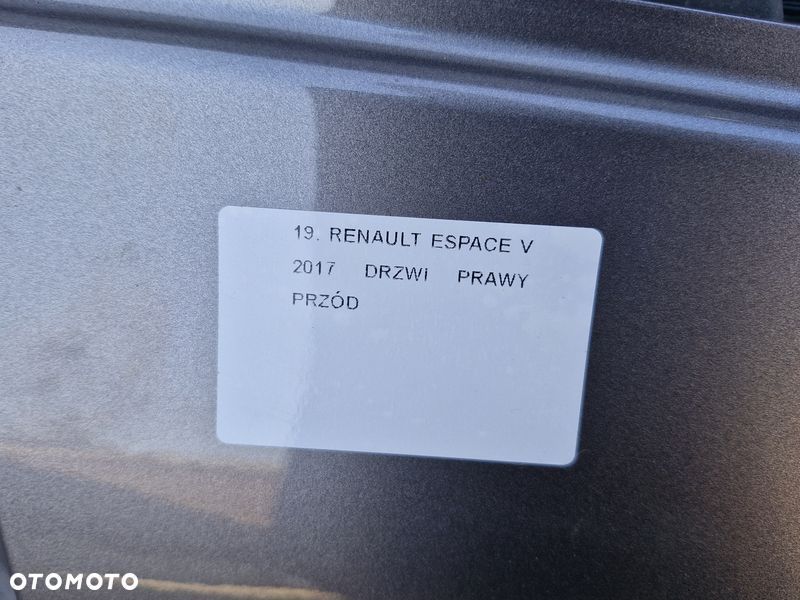 19. RENAULT ESPACE V
2017 DRZWI PRAWY
PRZÓD
OTOMOTO